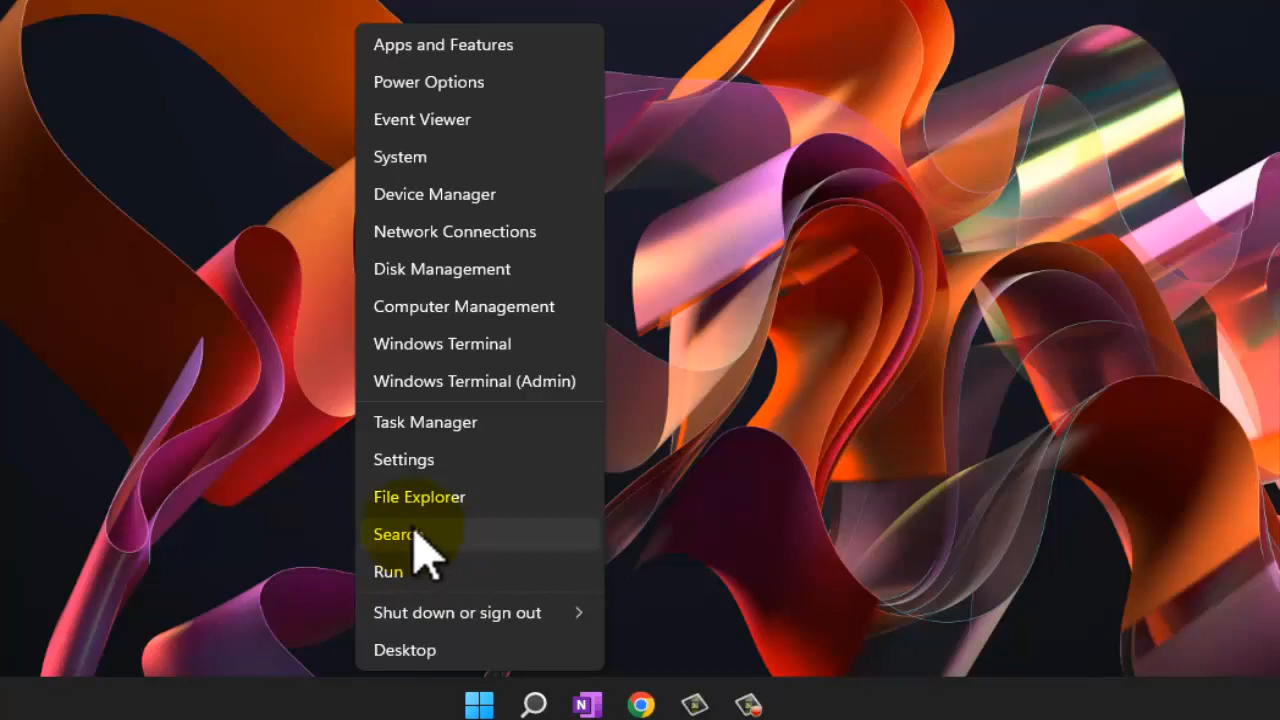 Apps and Features
Power Options
Event Viewer
System
Device Manager
Network Connections
Disk Management
Computer Management
Windows Terminal
Windows Terminal (Admin)
Task Manager
Settings
File Explorer
Search
Run
Shut down or sign out
Desktop
N